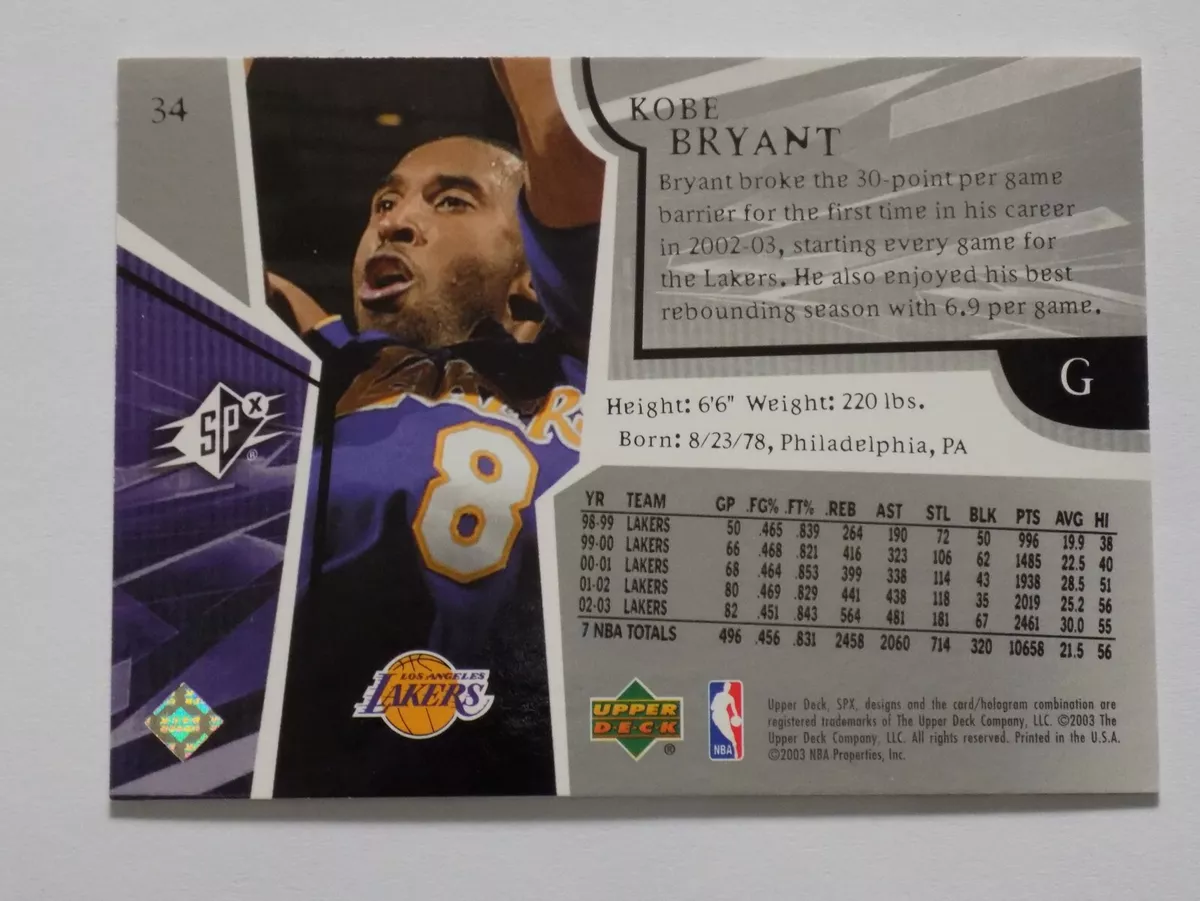 34
KOBE
BRYANT
Bryant broke the 30-point per game
barrier for the first time in his career
in 2002-03, starting every game for
the Lakers. He also enjoyed his best
rebounding season with 6.9 per game.
G
Height: 6'6" Weight: 220 lbs.
Born: 8/23/78, Philadelphia, PA
SPx®
LAKERS
8
YR TEAM GP .FG% .FT% .REB AST STL BLK PTS AVG HI
98-99 LAKERS 50 .465 .839 264 190 72 50 996 19.9 38
99-00 LAKERS 66 .468 .821 416 323 106 62 1485 22.5 40
00-01 LAKERS 68 .464 .853 399 338 114 43 1938 28.5 51
01-02 LAKERS 80 .469 .829 441 438 118 35 2019 25.2 56
02-03 LAKERS 82 .451 .843 564 481 181 67 2461 30.0 55
7 NBA TOTALS 496 .456 .831 2458 2060 714 320 10658 21.5 56
LOS ANGELES
LAKERS
UPPER
DECK
®
NBA
Upper Deck, SPX, designs and the card/hologram combination are
registered trademarks of The Upper Deck Company, LLC. ©2003 The
Upper Deck Company, LLC. All rights reserved. Printed in the U.S.A.
©2003 NBA Properties, Inc.